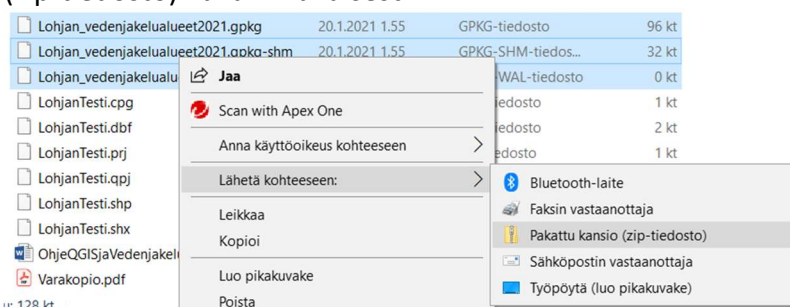 Lohjan_vedenjakelualueet2021.gpkg 20.1.2021 1.55 GPKG-tiedosto 96 kt
Lohjan_vedenjakelualueet2021.gpkg-shm 20.1.2021 1.55 GPKG-SHM-tiedos... 32 kt
Lohjan_vedenjakelualu -WAL-tiedosto 0 kt
Jaa
LohjanTesti.cpg iedosto 1 kt
Scan with Apex One
LohjanTesti.dbf iedosto 2 kt
LohjanTesti.prj edosto 1 kt
Anna käyttöoikeus kohteeseen
LohjanTesti.qpj
Lähetä kohteeseen:
Bluetooth-laite
LohjanTesti.shp
Leikkaa
Faksin vastaanottaja
LohjanTesti.shx
Kopioi
Pakattu kansio (zip-tiedosto)
OhjeQGISjaVedenjakel
Sähköpostin vastaanottaja
Varakopio.pdf
Luo pikakuvake
Työpöytä (luo pikakuvake)
128 kt
Poista